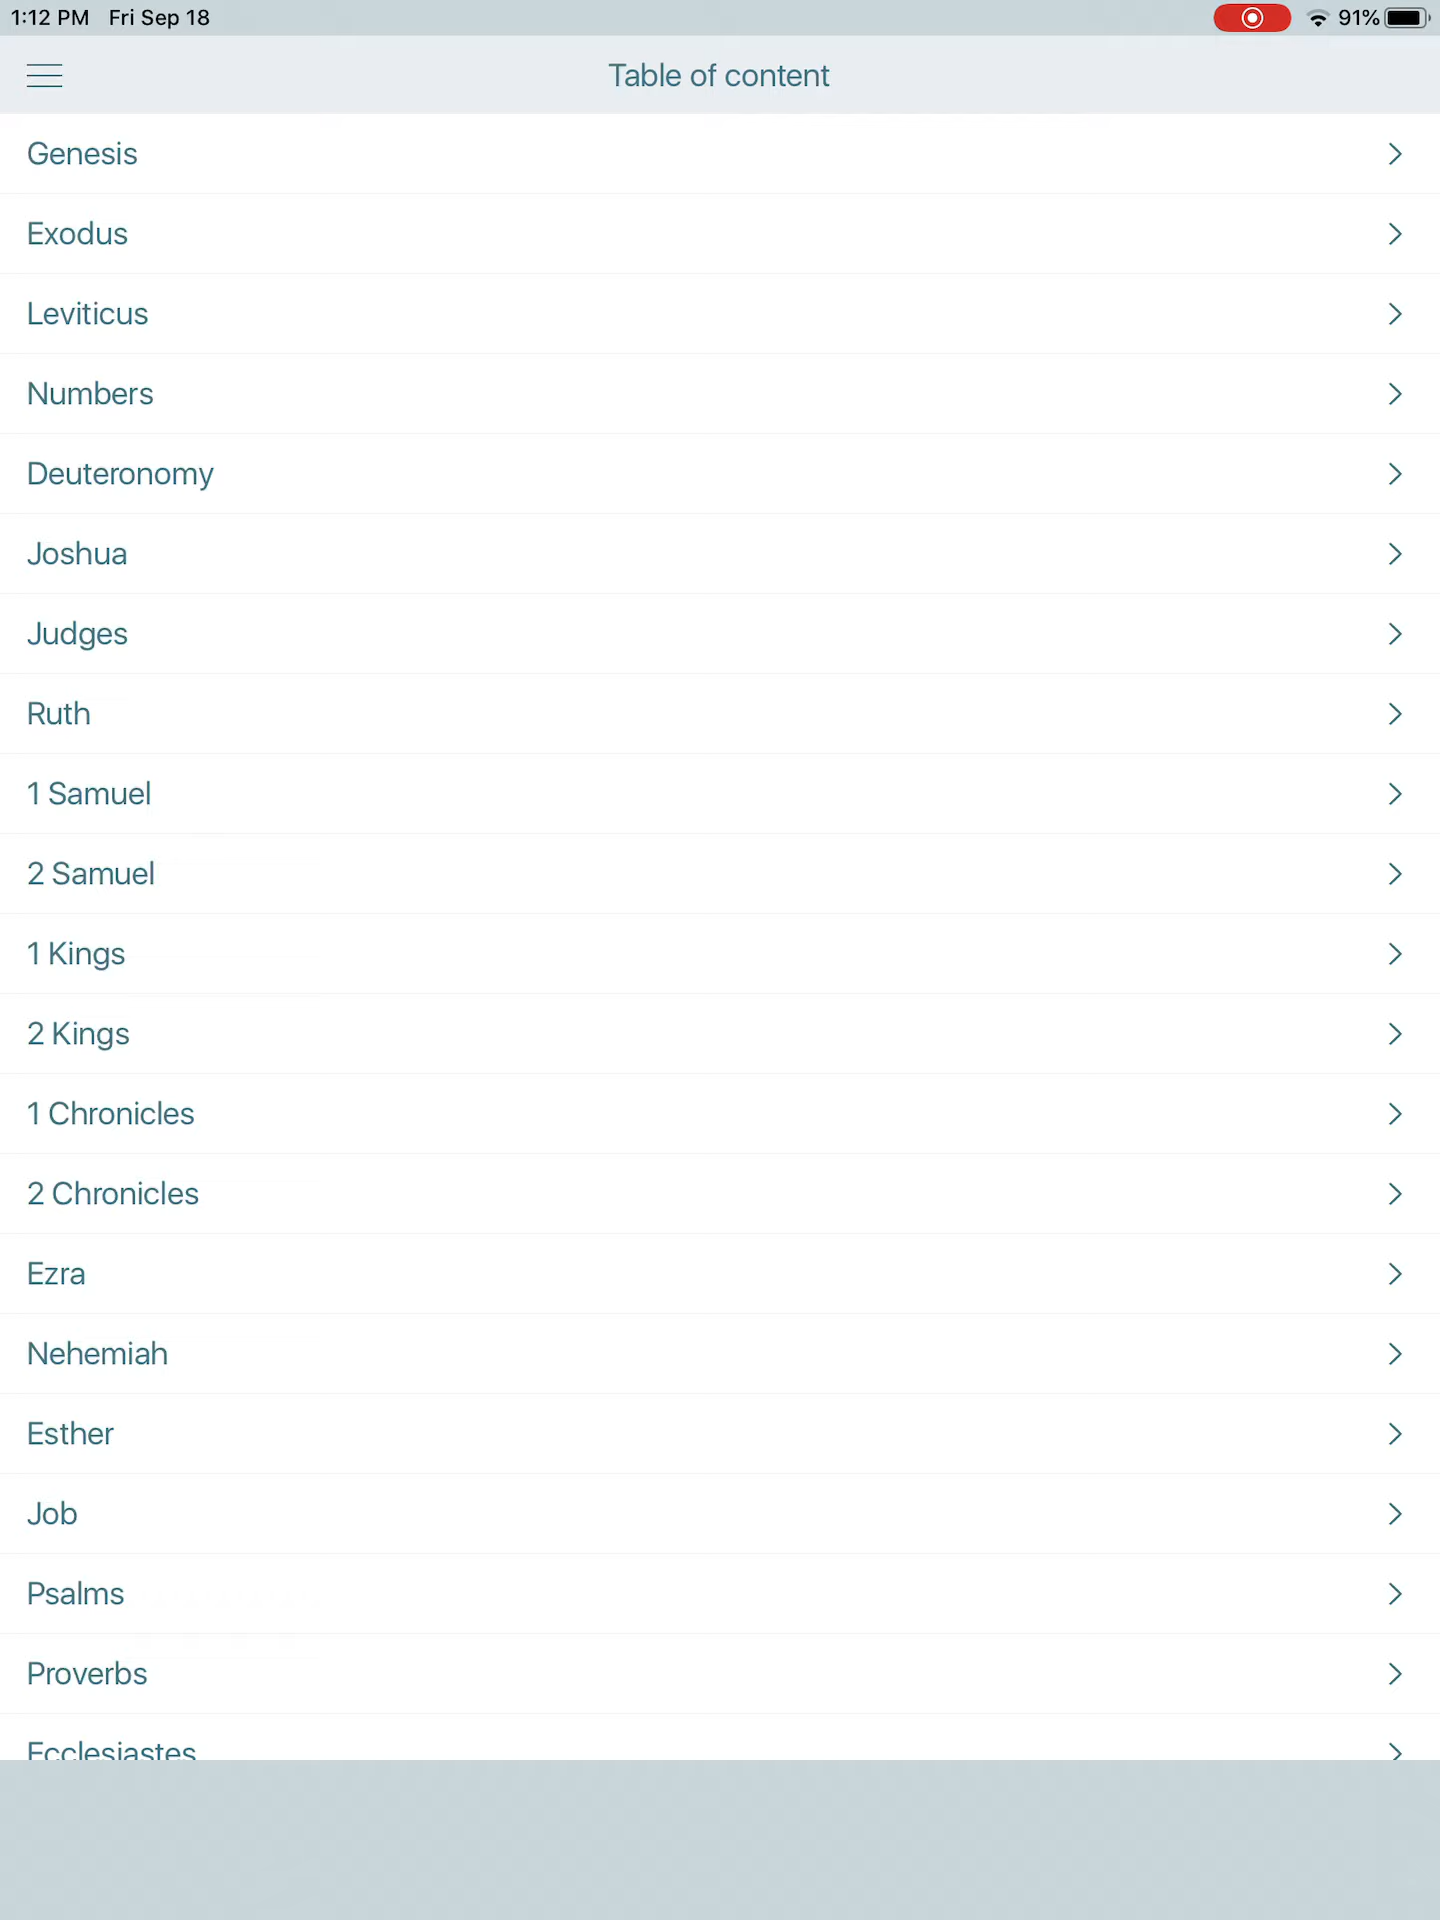 1:12 PM Fri Sep 18 91%
Table of content
Genesis
Exodus
Leviticus
Numbers
Deuteronomy
Joshua
Judges
Ruth
1 Samuel
2 Samuel
1 Kings
2 Kings
1 Chronicles
2 Chronicles
Ezra
Nehemiah
Esther
Job
Psalms
Proverbs
Ecclesiastes